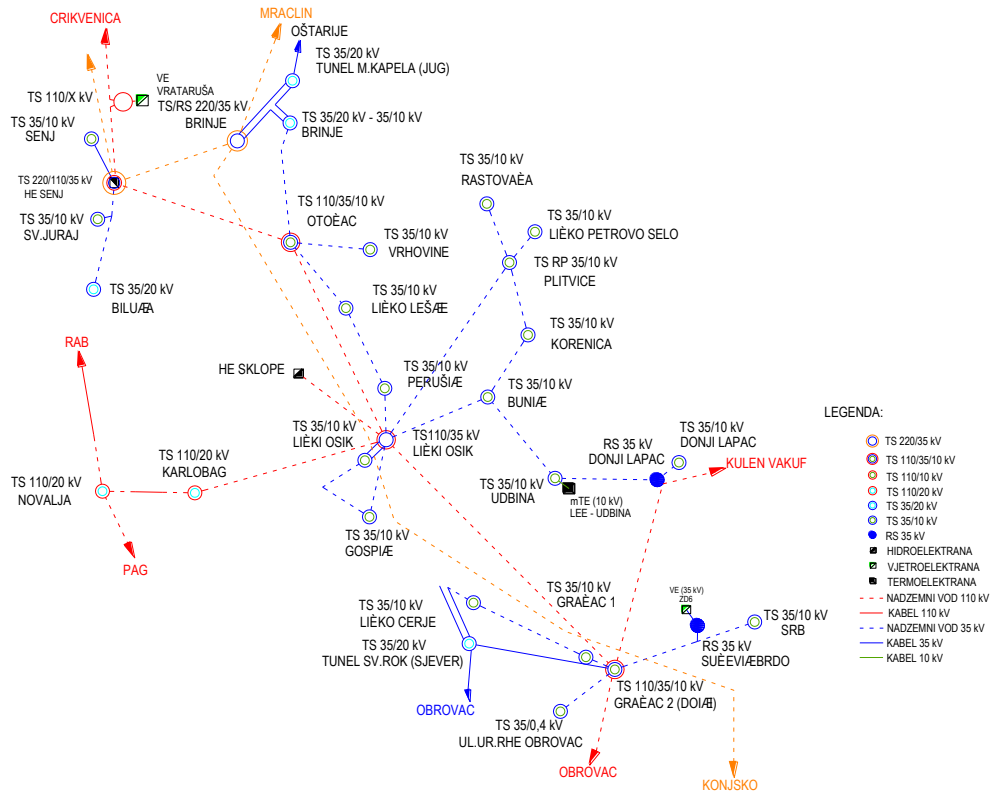 CRIKVENICA
MRACLIN
OŠTARIJE
TS 35/20 kV
TUNEL M.KAPELA (JUG)
VE
VRATARUŠA
TS 110/X kV
TS/RS 220/35 kV
BRINJE
TS 35/10 kV
SENJ
TS 35/20 kV - 35/10 kV
BRINJE
TS 220/110/35 kV
HE SENJ
TS 35/10 kV
SV.JURAJ
TS 35/20 kV
BILUÆA
TS 110/35/10 kV
OTOÈAC
TS 35/10 kV
VRHOVINE
TS 35/10 kV
RASTOVAÈA
TS 35/10 kV
LIÈKO PETROVO SELO
TS RP 35/10 kV
PLITVICE
TS 35/10 kV
LIÈKO LEŠÆE
TS 35/10 kV
KORENICA
RAB
HE SKLOPE
TS 35/10 kV
PERUŠIÆ
TS 35/10 kV
BUNIÆ
TS 35/10 kV
LIÈKI OSIK
TS110/35 kV
LIÈKI OSIK
TS 110/20 kV
KARLOBAG
TS 110/20 kV
NOVALJA
PAG
TS 35/10 kV
GOSPIÆ
TS 35/10 kV
UDBINA
mTE (10 kV)
LEE - UDBINA
RS 35 kV
DONJI LAPAC
TS 35/10 kV
DONJI LAPAC
KULEN VAKUF
LEGENDA:
TS 220/35 kV
TS 110/35/10 kV
TS 110/10 kV
TS 110/20 kV
TS 35/20 kV
TS 35/10 kV
RS 35 kV
HIDROELEKTRANA
VJETROELEKTRANA
TERMOELEKTRANA
NADZEMNI VOD 110 kV
KABEL 110 kV
NADZEMNI VOD 35 kV
KABEL 35 kV
KABEL 10 kV
TS 35/10 kV
LIÈKO CERJE
TS 35/20 kV
TUNEL SV.ROK (SJEVER)
TS 35/10 kV
GRAÈAC 1
VE (35 kV)
ZD6
TS 35/10 kV
SRB
RS 35 kV
SUÈEVIÆBRDO
TS 110/35/10 kV
GRAÈAC 2 (DOIÆI)
OBROVAC
TS 35/0,4 kV
UL.UR.RHE OBROVAC
OBROVAC
KONJSKO